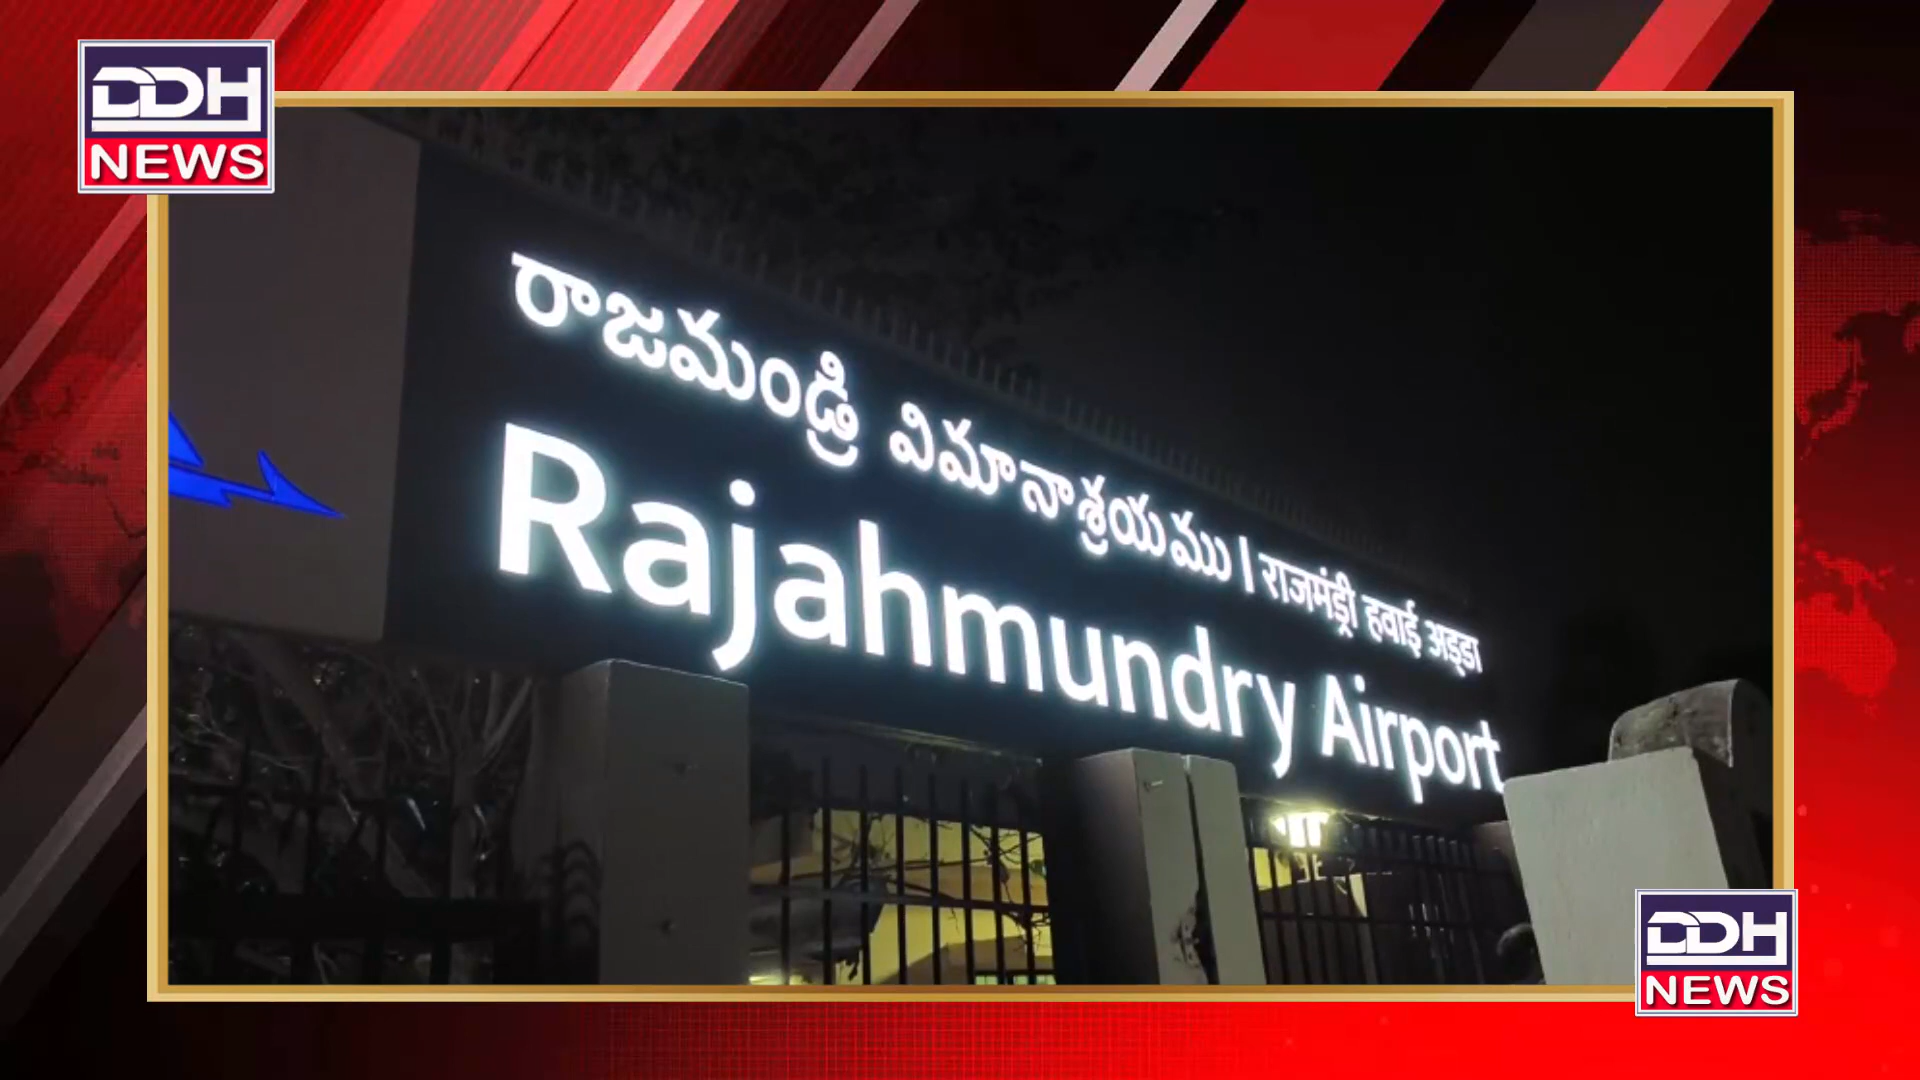 DDH
NEWS
రాజమండ్రి విమానాశ్రయము | राजमंड्री हवाई अड्डा
Rajahmundry Airport
DDH
NEWS